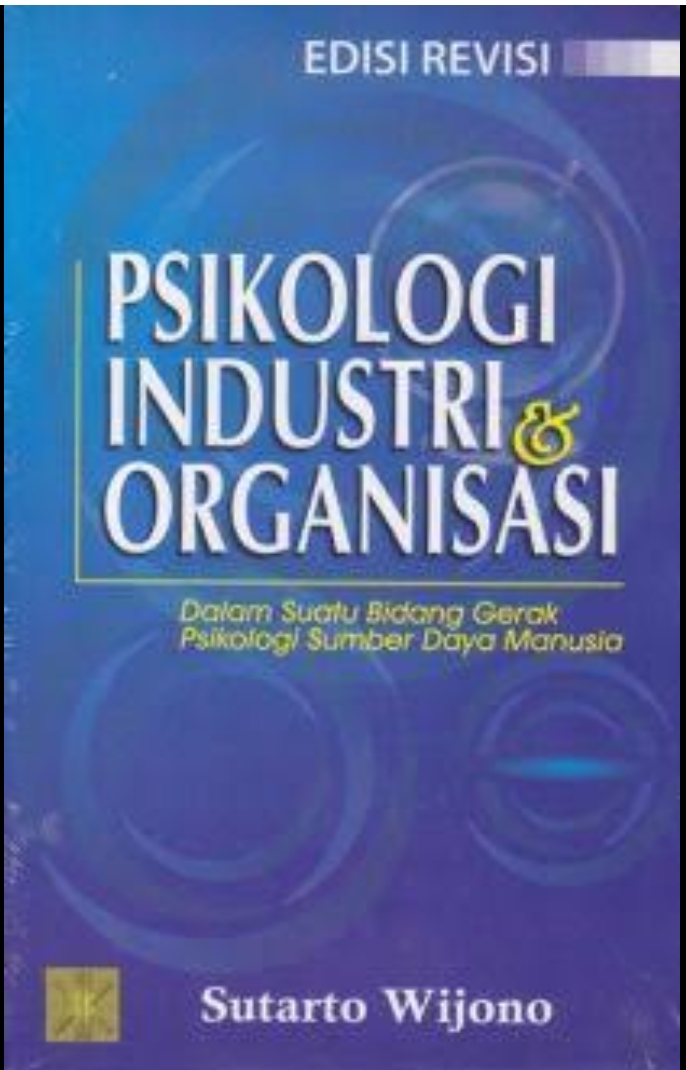 EDISI REVISI
PSIKOLOGI
INDUSTRI &
ORGANISASI
Dalam Suatu Bidang Gerak
Psikologi Sumber Daya Manusia
Sutarto Wijono